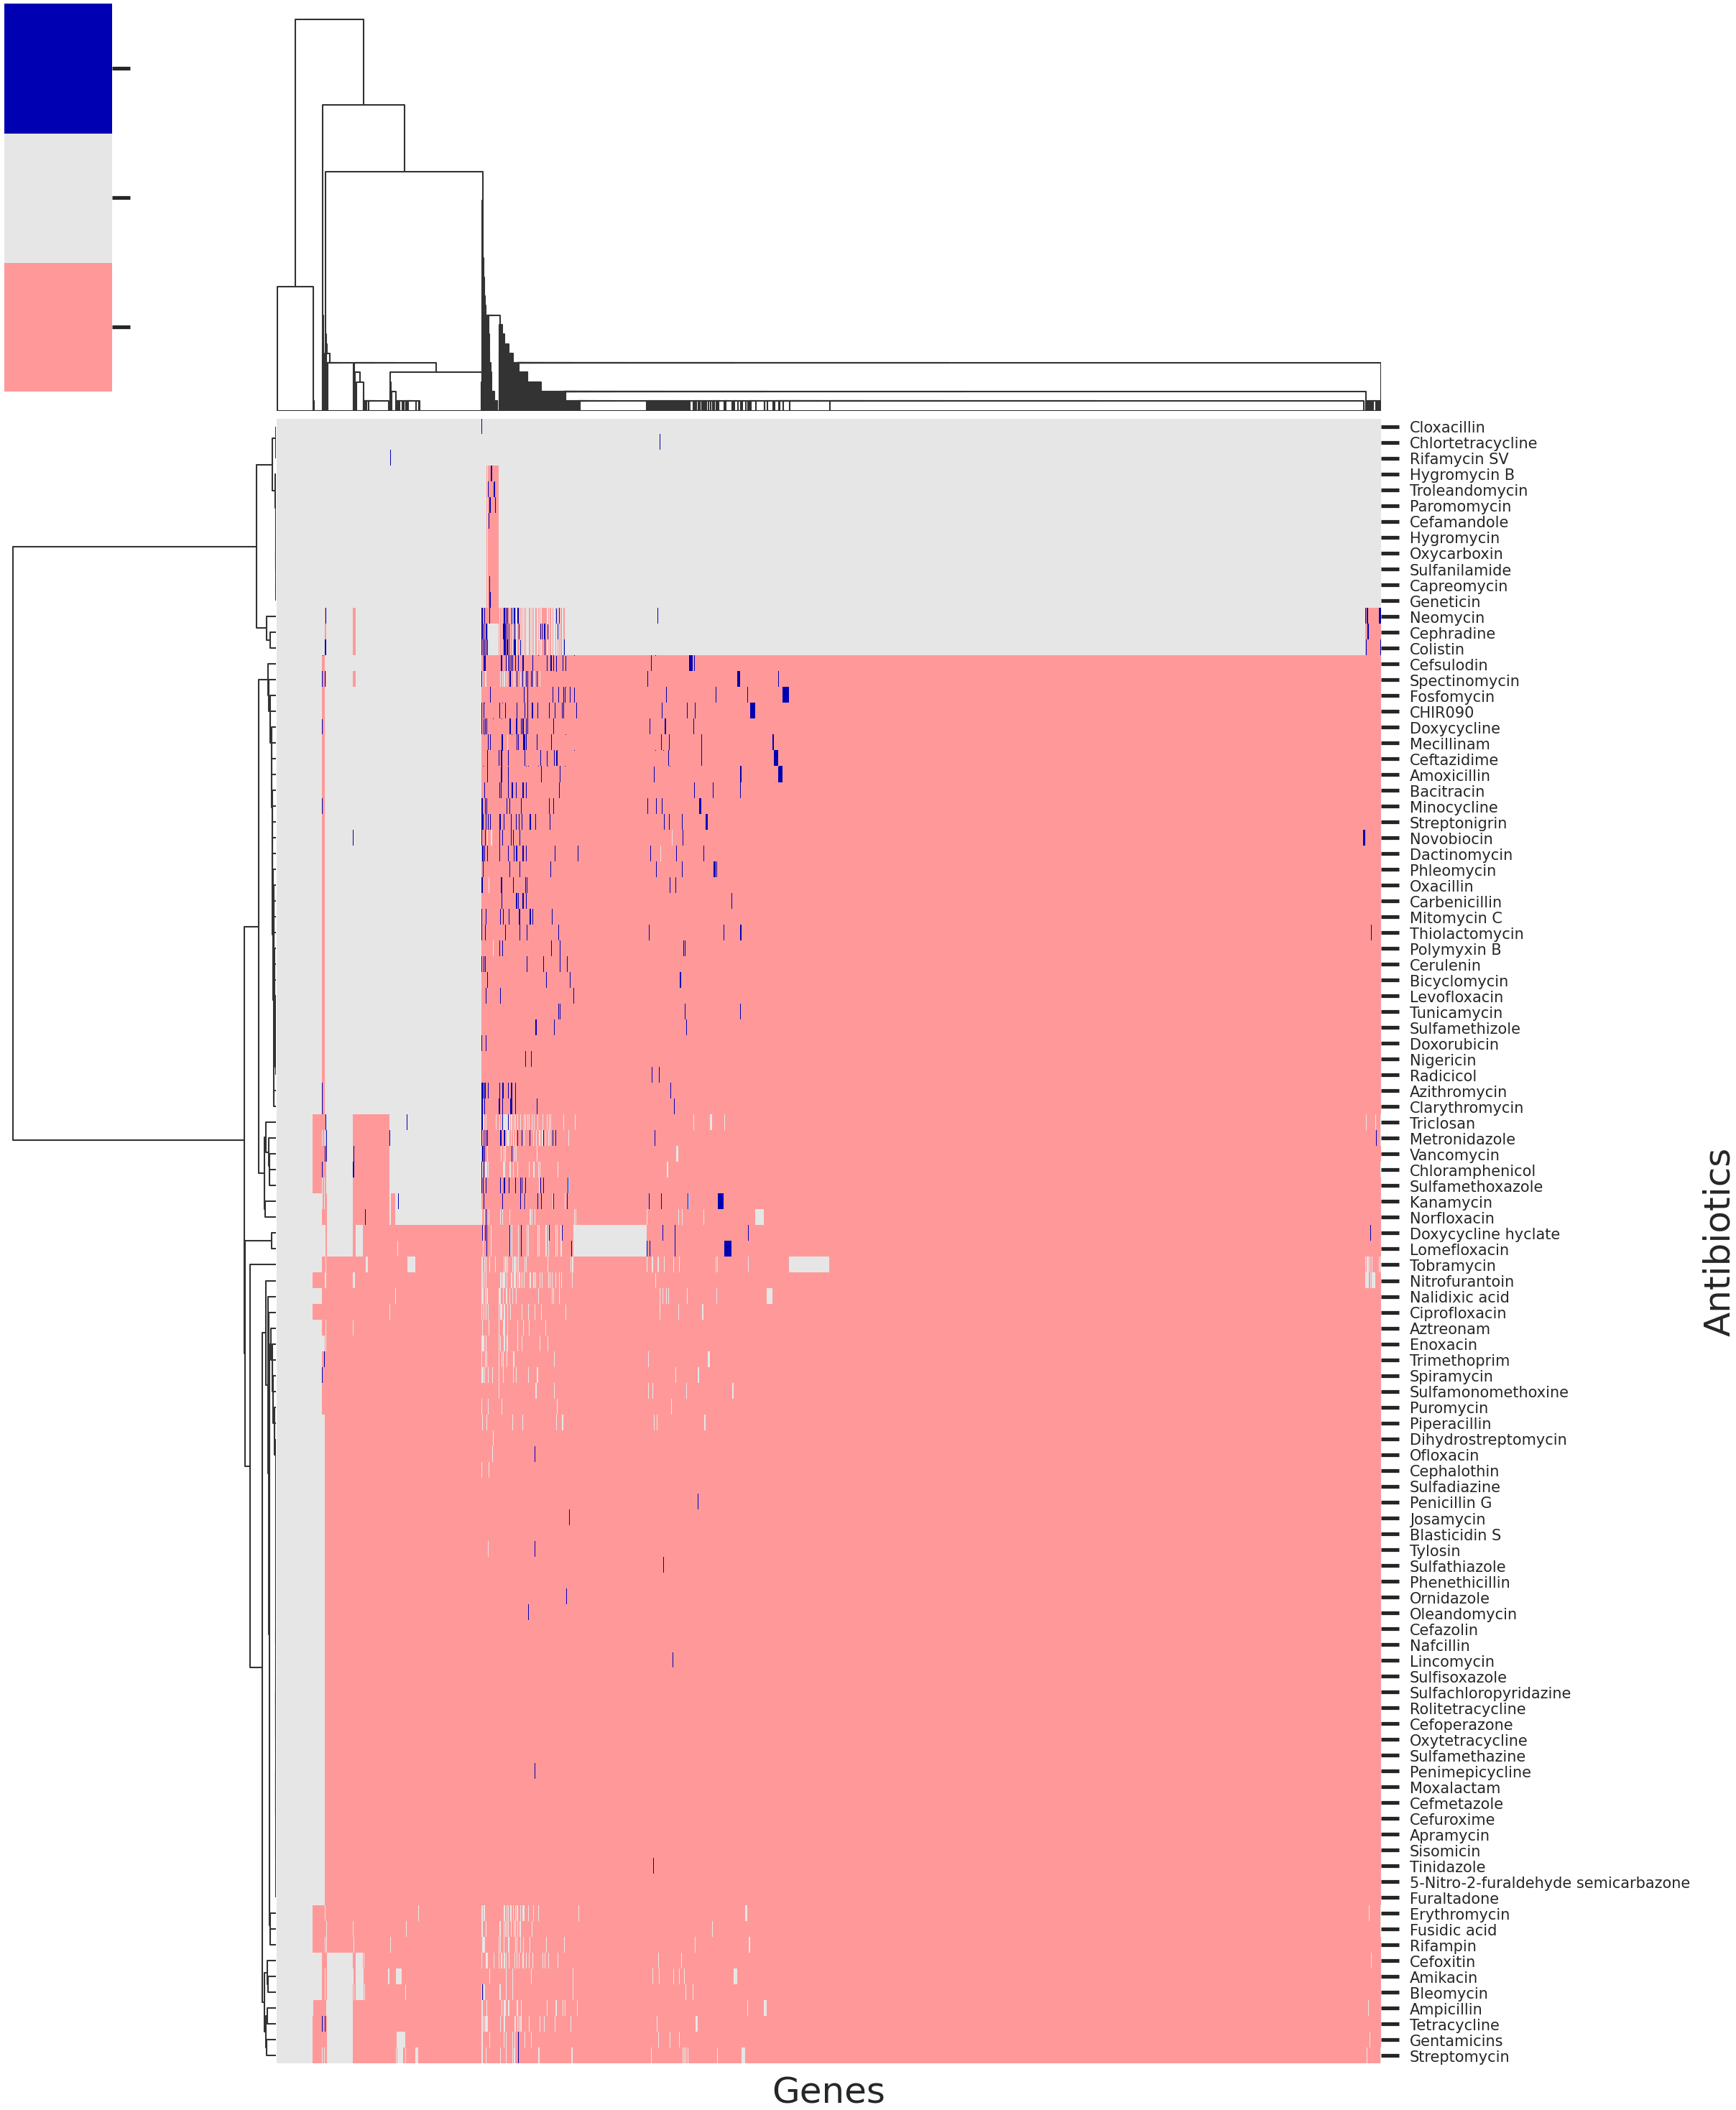 Cloxacillin
Chlortetracycline
Rifamycin SV
Hygromycin B
Troleandomycin
Paromomycin
Cefamandole
Hygromycin
Oxycarboxin
Sulfanilamide
Capreomycin
Geneticin
Neomycin
Cephradine
Colistin
Cefsulodin
Spectinomycin
Fosfomycin
CHIR090
Doxycycline
Mecillinam
Ceftazidime
Amoxicillin
Bacitracin
Minocycline
Streptonigrin
Novobiocin
Dactinomycin
Phleomycin
Oxacillin
Carbenicillin
Mitomycin C
Thiolactomycin
Polymyxin B
Cerulenin
Bicyclomycin
Levofloxacin
Tunicamycin
Sulfamethizole
Doxorubicin
Nigericin
Radicicol
Azithromycin
Clarythromycin
Triclosan
Metronidazole
Vancomycin
Chloramphenicol
Sulfamethoxazole
Kanamycin
Norfloxacin
Doxycycline hyclate
Lomefloxacin
Tobramycin
Nitrofurantoin
Nalidixic acid
Ciprofloxacin
Aztreonam
Enoxacin
Trimethoprim
Spiramycin
Sulfamonomethoxine
Puromycin
Piperacillin
Dihydrostreptomycin
Ofloxacin
Cephalothin
Sulfadiazine
Penicillin G
Josamycin
Blasticidin S
Tylosin
Sulfathiazole
Phenethicillin
Ornidazole
Oleandomycin
Cefazolin
Nafcillin
Lincomycin
Sulfisoxazole
Sulfachloropyridazine
Rolitetracycline
Cefoperazone
Oxytetracycline
Sulfamethazine
Penimepicycline
Moxalactam
Cefmetazole
Cefuroxime
Apramycin
Sisomicin
Tinidazole
5-Nitro-2-furaldehyde semicarbazone
Furaltadone
Erythromycin
Fusidic acid
Rifampin
Cefoxitin
Amikacin
Bleomycin
Ampicillin
Tetracycline
Gentamicins
Streptomycin
Antibiotics
Genes